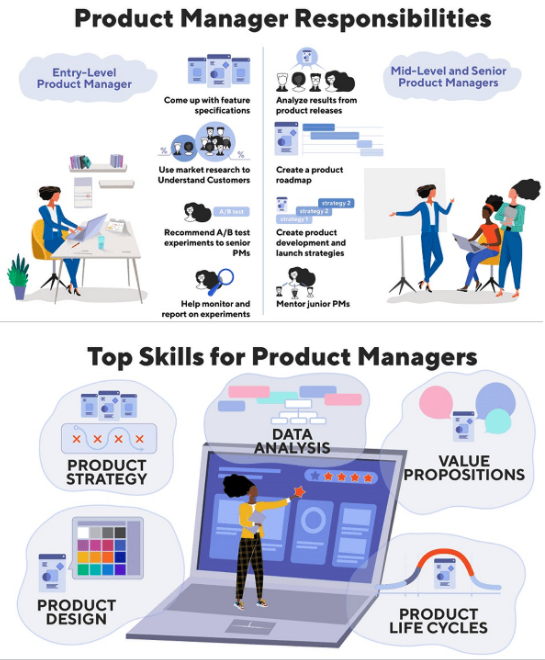 Product Manager Responsibilities
Entry-Level
Product Manager
Come up with feature
specifications
%
%
Use market research to
Understand Customers
A/B test
Recommend A/B test
experiments to senior
PMs
Help monitor and
report on experiments
Analyze results from
product releases
Create a product
roadmap
strategy 2
strategy 2
strategy 1
Create product
development and
launch strategies
Mentor junior PMs
Mid-Level and Senior
Product Managers
Top Skills for Product Managers
PRODUCT
STRATEGY
DATA
ANALYSIS
VALUE
PROPOSITIONS
PRODUCT
DESIGN
PRODUCT
LIFE CYCLES